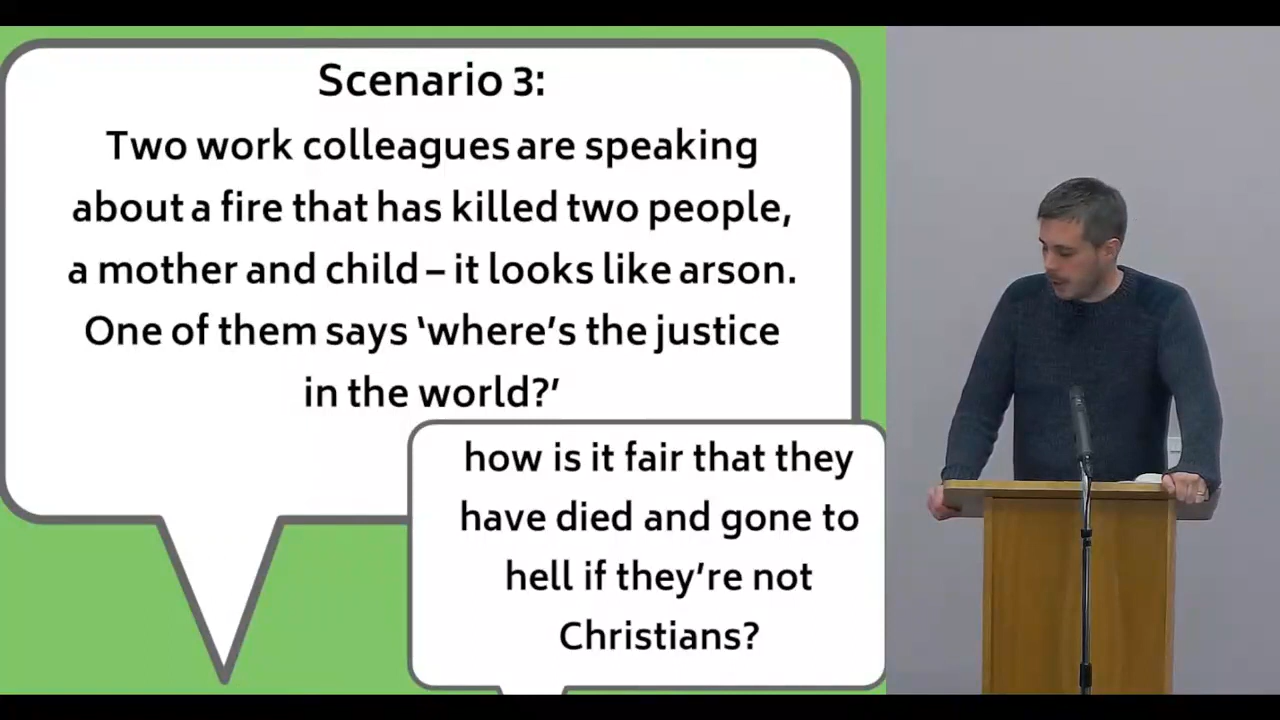 Scenario 3:
Two work colleagues are speaking
about a fire that has killed two people,
a mother and child – it looks like arson.
One of them says ‘where’s the justice
in the world?’
how is it fair that they
have died and gone to
hell if they’re not
Christians?